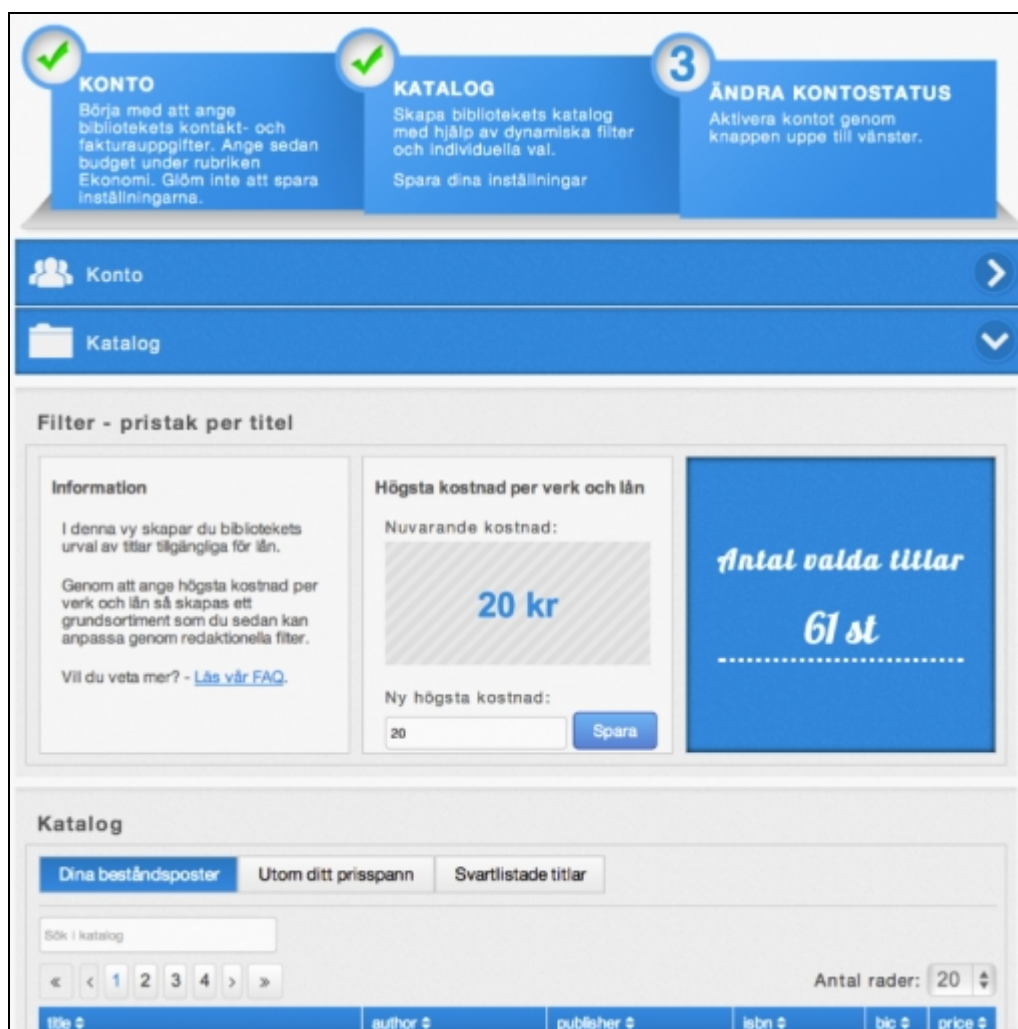 KONTO
Börja med att ange
bibliotekets kontakt- och
fakturauppgifter. Ange sedan
budget under rubriken
Ekonomi. Glöm inte att spara
inställningarna.
KATALOG
Skapa bibliotekets katalog
med hjälp av dynamiska filter
och individuella val.
Spara dina inställningar
3
ÄNDRA KONTOSTATUS
Aktivera kontot genom
knappen uppe till vänster.
Konto
Katalog
Filter - pristak per titel
Information
I denna vy skapar du bibliotekets
urval av titlar tillgängliga för lån.
Genom att ange högsta kostnad per
verk och lån så skapas ett
grundsortiment som du sedan kan
anpassa genom redaktionella filter.
Vill du veta mer? - Läs vår FAQ.
Högsta kostnad per verk och lån
Nuvarande kostnad:
20 kr
Ny högsta kostnad:
20 Spara
Antal valda titlar
61 st
Katalog
Dina beståndsposter Utom ditt prisspann Svartlistade titlar
Sök i katalog
« < 1 2 3 4 > » Antal rader: 20
title author publisher isbn bic price